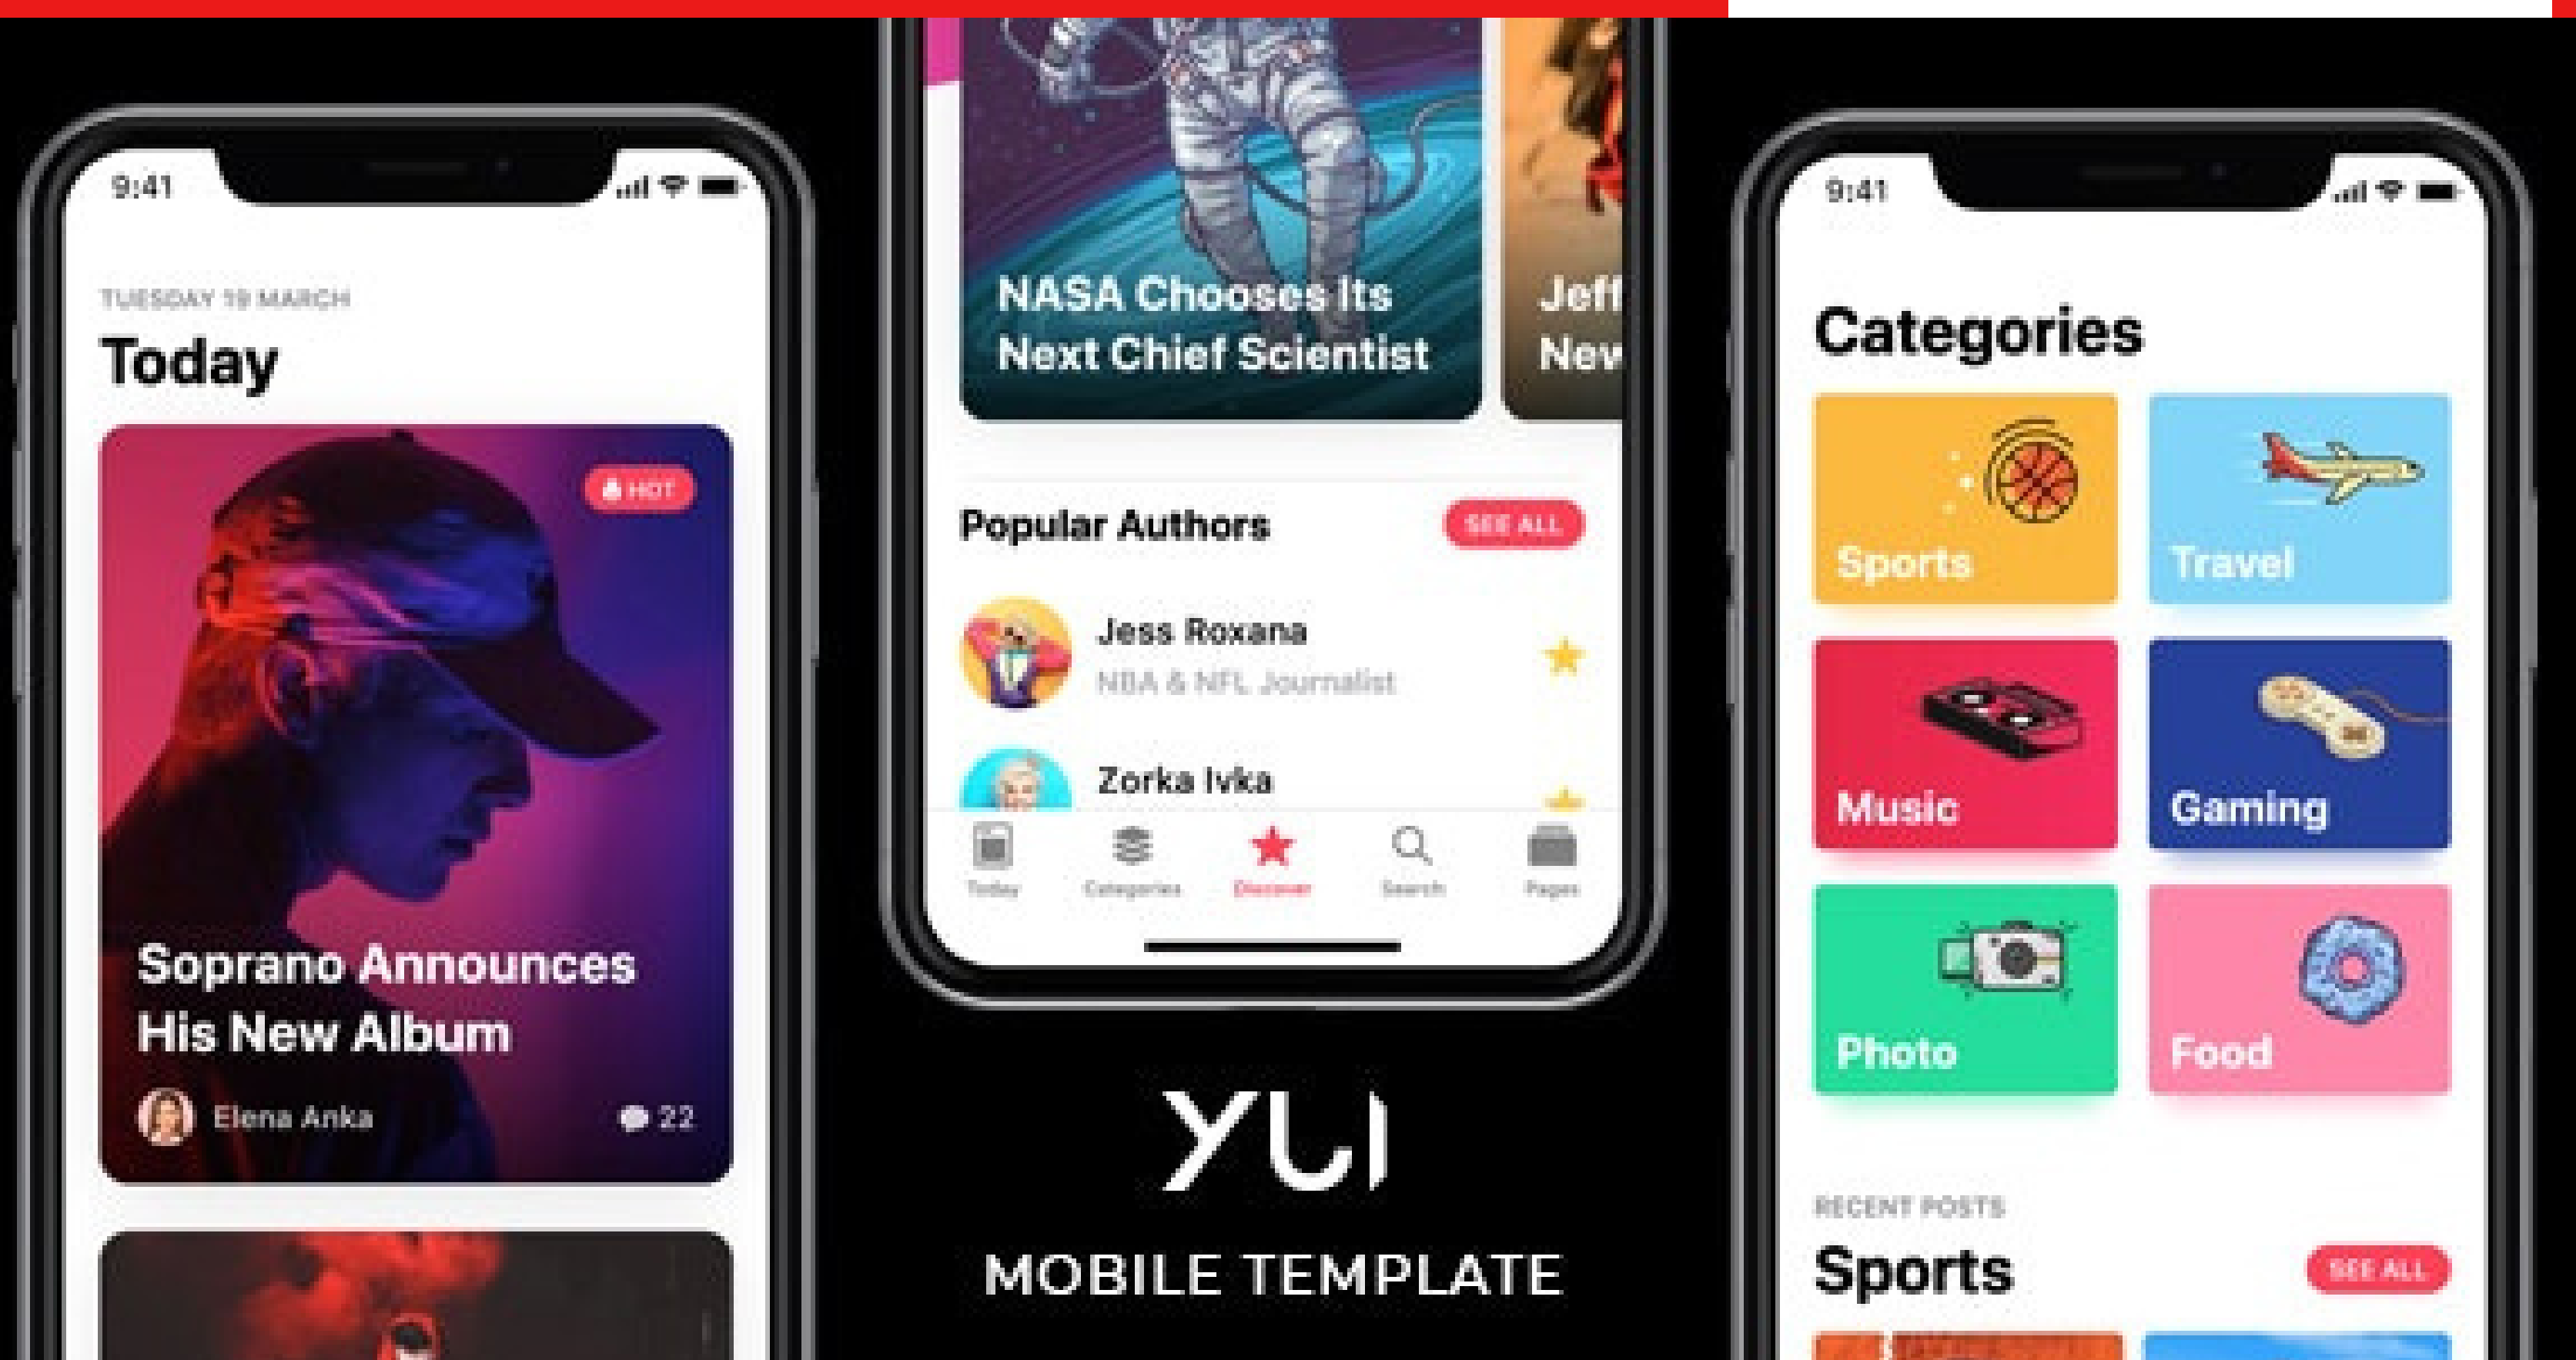 9:41
TUESDAY 19 MARCH
Today
HOT
Soprano Announces
His New Album
Elena Anka
22
NASA Chooses Its
Next Chief Scientist
Jeff
New
Popular Authors
SEE ALL
Jess Roxana
NBA & NFL Journalist
Zorka Ivka
Today
Categories
Discover
Search
Pages
YUI
MOBILE TEMPLATE
9:41
Categories
Sports
Travel
Music
Gaming
Photo
Food
RECENT POSTS
Sports
SEE ALL